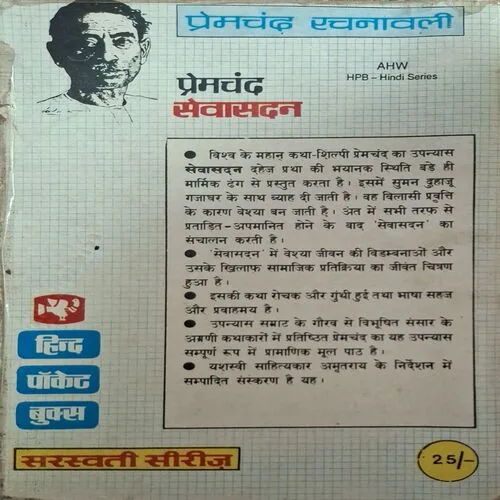 प्रेमचंद रचनावली
AHW
HPB – Hindi Series
प्रेमचंद
सेवासदन
● विश्व के महान् कथा-शिल्पी प्रेमचंद का उपन्यास
सेवासदन दहेज प्रथा की भयानक स्थिति बड़े ही
मार्मिक ढंग से प्रस्तुत करता है। इसमें सुमन दुहाजू
गजाधर के साथ ब्याह दी जाती है। वह विलासी प्रवृत्ति
के कारण वेश्या बन जाती है। अंत में सभी तरफ से
प्रताड़ित-अपमानित होने के बाद 'सेवासदन' का
संचालन करती है।
● 'सेवासदन' में वेश्या जीवन की विडम्बनाओं और
उसके खिलाफ सामाजिक प्रतिक्रिया का जीवंत चित्रण
हुआ है।
● इसकी कथा रोचक और गुंथी हुई तथा भाषा सहज
और प्रवाहमय है।
● उपन्यास सम्राट के गौरव से विभूषित संसार के
अग्रणी कथाकारों में प्रतिष्ठित प्रेमचंद का यह उपन्यास
सम्पूर्ण रूप में प्रामाणिक मूल पाठ है।
● यशस्वी साहित्यकार अमृतराय के निर्देशन में
सम्पादित संस्करण है यह।
हिन्द
पॉकेट
बुक्स
सरस्वती सीरीज़
25/-